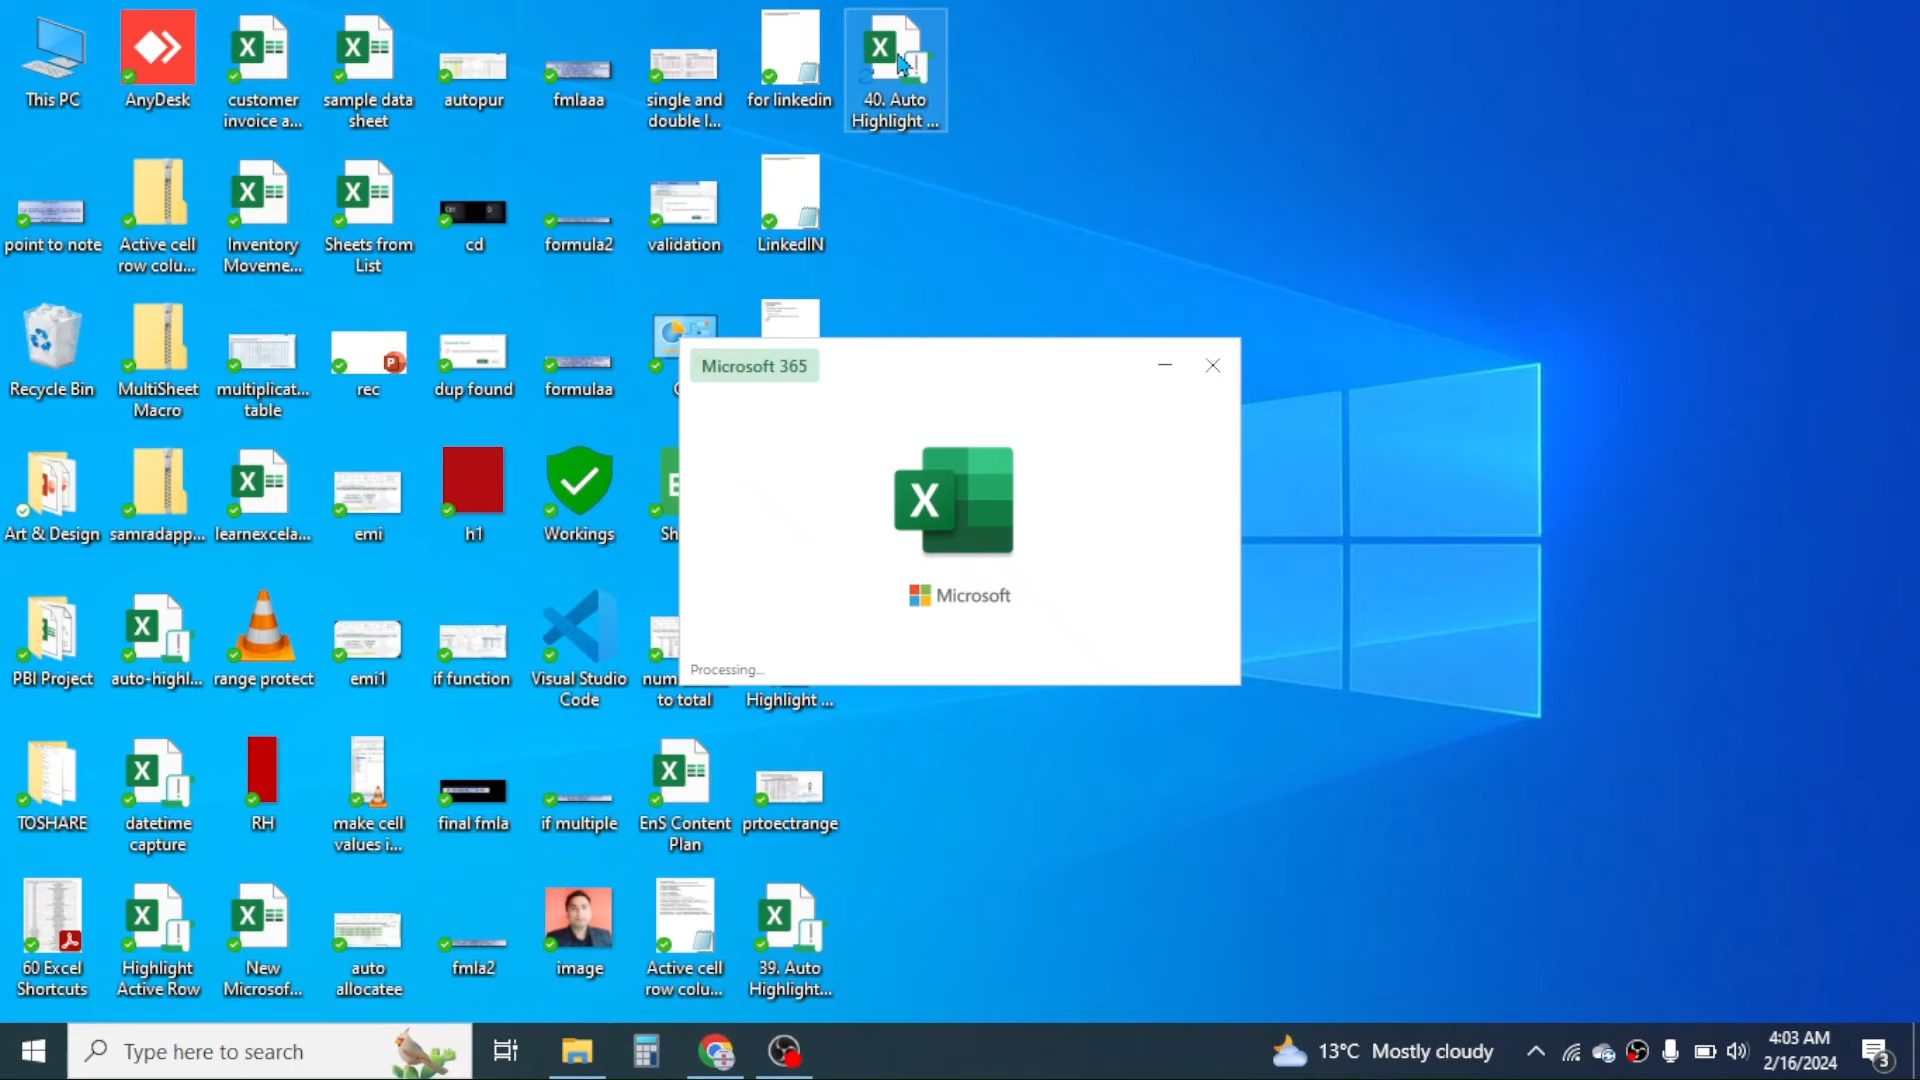 This PC
AnyDesk
customer
invoice a...
sample data
sheet
autopur
fmlaaa
single and
double l...
for linkedin
40. Auto
Highlight ...
point to note
Active cell
row colu...
Inventory
Moveme...
Sheets from
List
cd
formula2
validation
LinkedIN
Recycle Bin
MultiSheet
Macro
multiplicat...
table
rec
dup found
formulaa
Microsoft 365
Microsoft
Processing...
Art & Design
samradapp...
learnexcela...
emi
h1
Workings
Sh
PBI Project
auto-highl...
range protect
emi1
if function
Visual Studio
Code
num
to total
Highlight ...
TOSHARE
datetime
capture
RH
make cell
values i...
final fmla
if multiple
EnS Content
Plan
prtoectrange
60 Excel
Shortcuts
Highlight
Active Row
New
Microsof...
auto
allocatee
fmla2
image
Active cell
row colu...
39. Auto
Highlight...
Type here to search
13°C Mostly cloudy
4:03 AM
2/16/2024
3